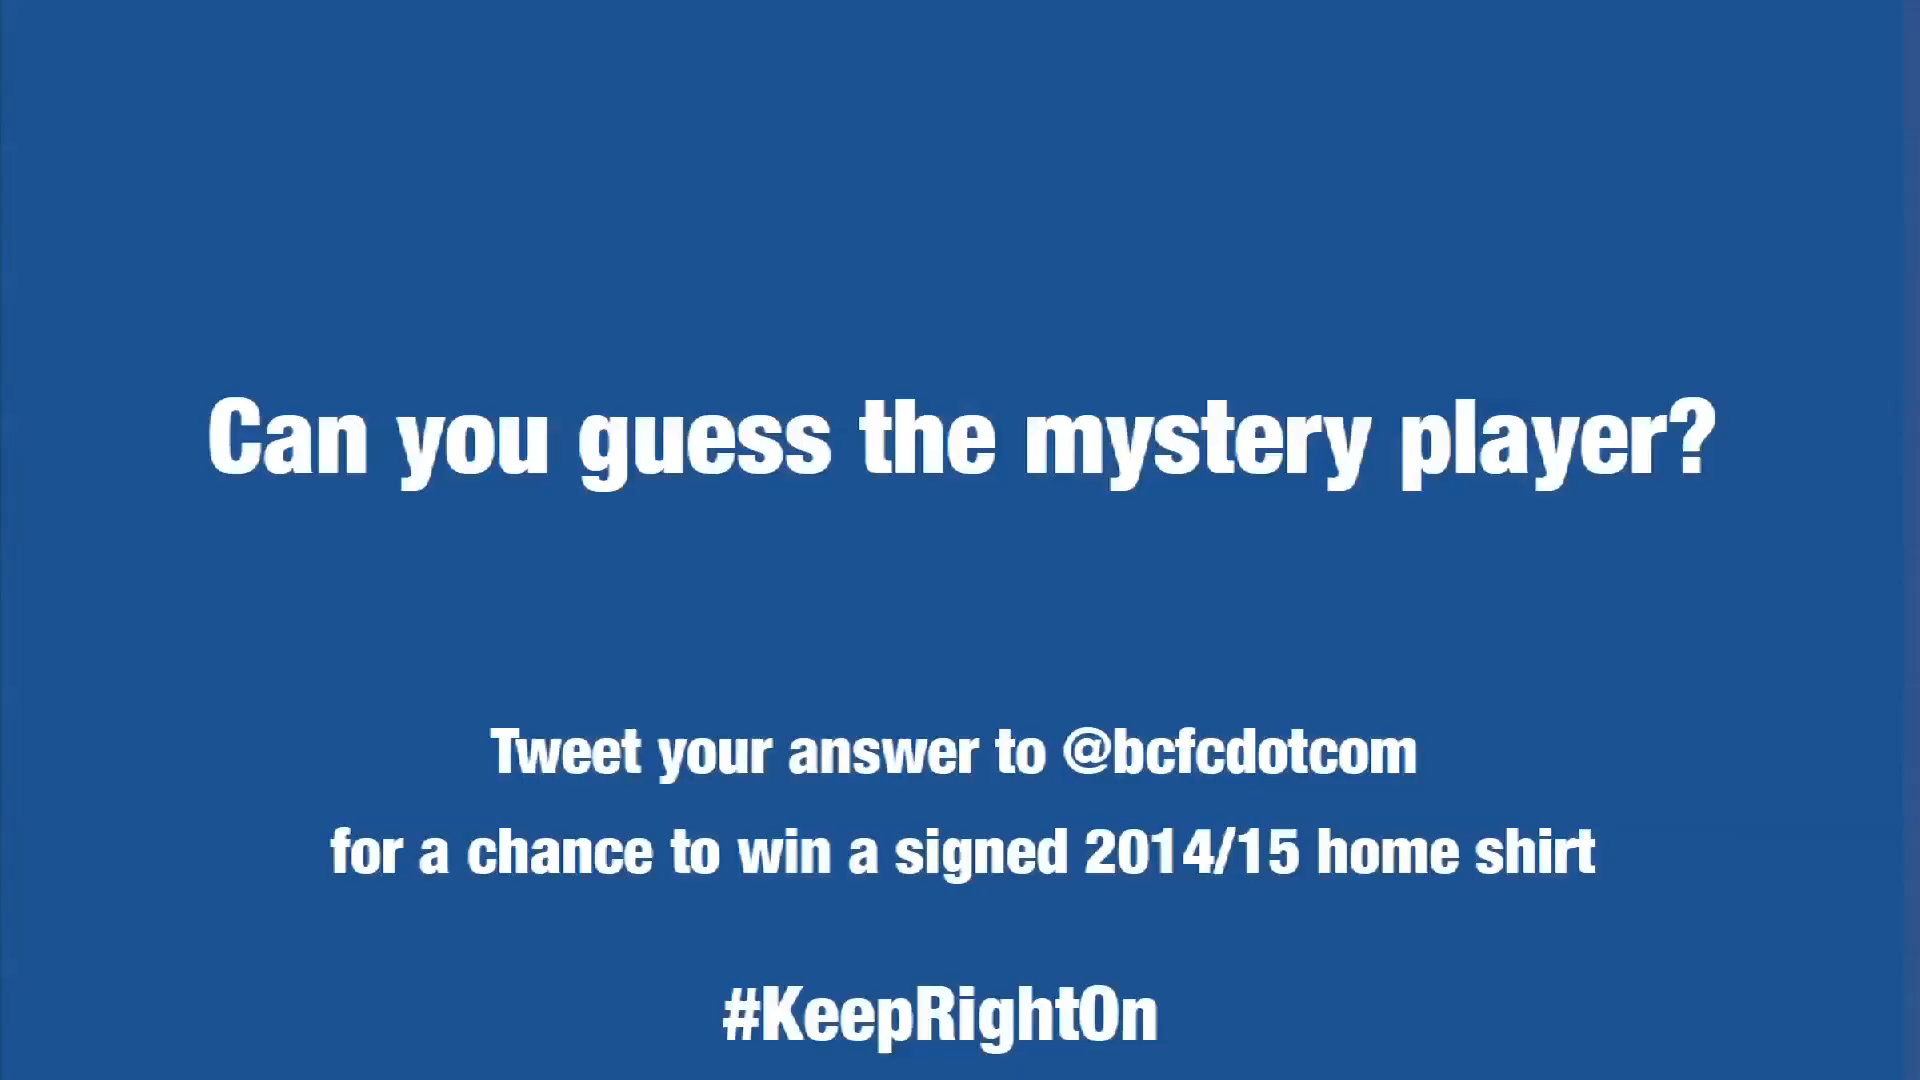 Can you guess the mystery player?
Tweet your answer to @bcfcdotcom
for a chance to win a signed 2014/15 home shirt
#KeepRightOn